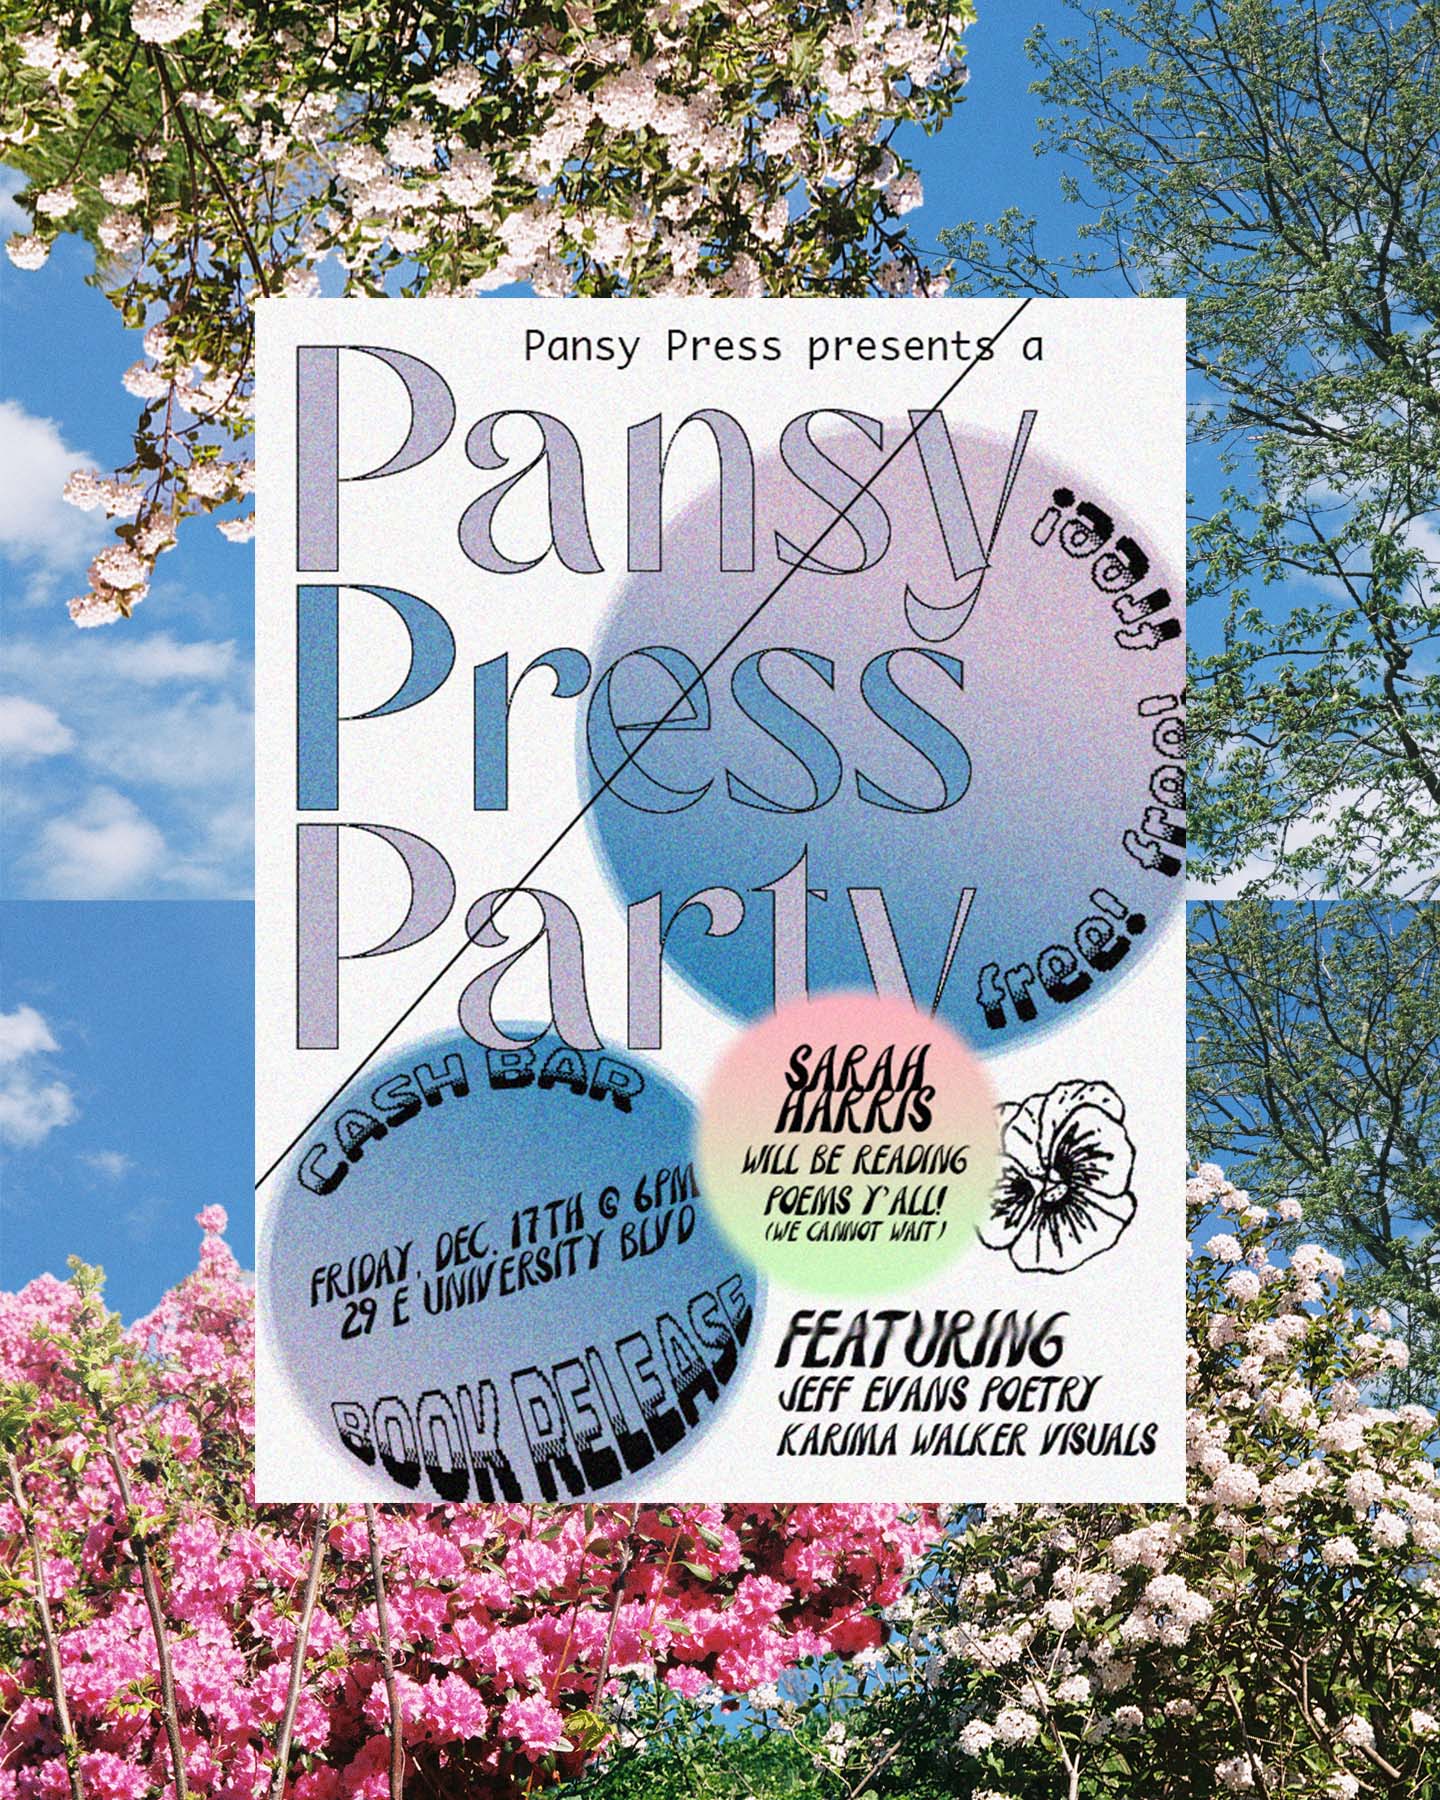 Pansy Press presents a
Pansy
Press
Party
free!
free!
free!
SARAH
HARRIS
WILL BE READING
POEMS Y'ALL!
(WE CANNOT WAIT)
CASH BAR
FRIDAY, DEC. 17TH @ 6PM
29 E UNIVERSITY BLVD
BOOK RELEASE
FEATURING
JEFF EVANS POETRY
KARIMA WALKER VISUALS